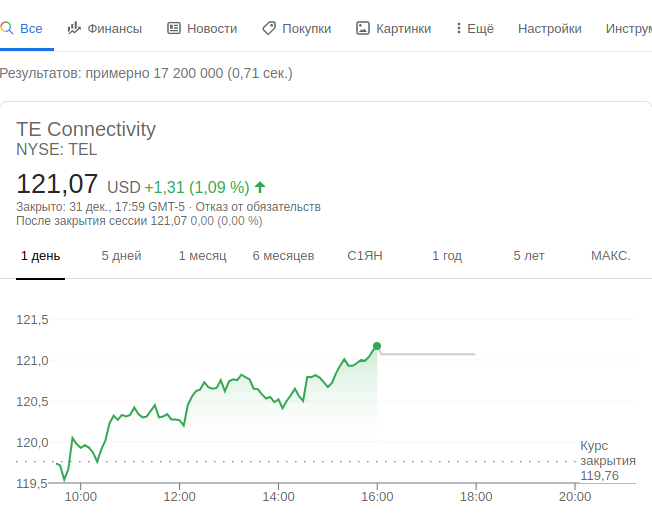 Все Финансы Новости Покупки Картинки Ещё Настройки Инструм
Результатов: примерно 17 200 000 (0,71 сек.)
TE Connectivity
NYSE: TEL
121,07 USD +1,31 (1,09 %)
Закрыто: 31 дек., 17:59 GMT-5 · Отказ от обязательств
После закрытия сессии 121,07 0,00 (0,00 %)
1 день 5 дней 1 месяц 6 месяцев С1ЯН 1 год 5 лет МАКС.
121,5
121,0
120,5
120,0
Курс
закрытия
119,76
119,5
10:00 12:00 14:00 16:00 18:00 20:00